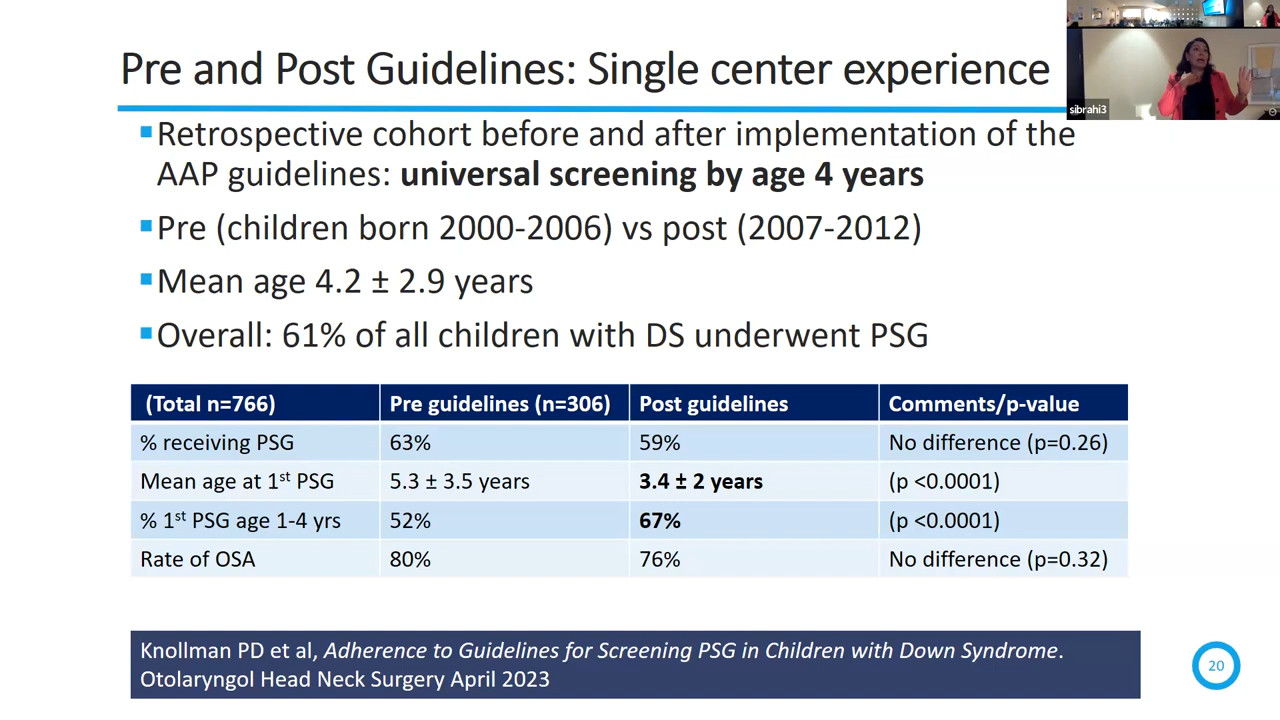 Pre and Post Guidelines: Single center experience
sibrahi3
▪Retrospective cohort before and after implementation of the
AAP guidelines: universal screening by age 4 years
▪Pre (children born 2000-2006) vs post (2007-2012)
▪Mean age 4.2 ± 2.9 years
▪Overall: 61% of all children with DS underwent PSG
(Total n=766) Pre guidelines (n=306) Post guidelines Comments/p-value
% receiving PSG 63% 59% No difference (p=0.26)
Mean age at 1st PSG 5.3 ± 3.5 years 3.4 ± 2 years (p <0.0001)
% 1st PSG age 1-4 yrs 52% 67% (p <0.0001)
Rate of OSA 80% 76% No difference (p=0.32)
Knollman PD et al, Adherence to Guidelines for Screening PSG in Children with Down Syndrome.
Otolaryngol Head Neck Surgery April 2023
20